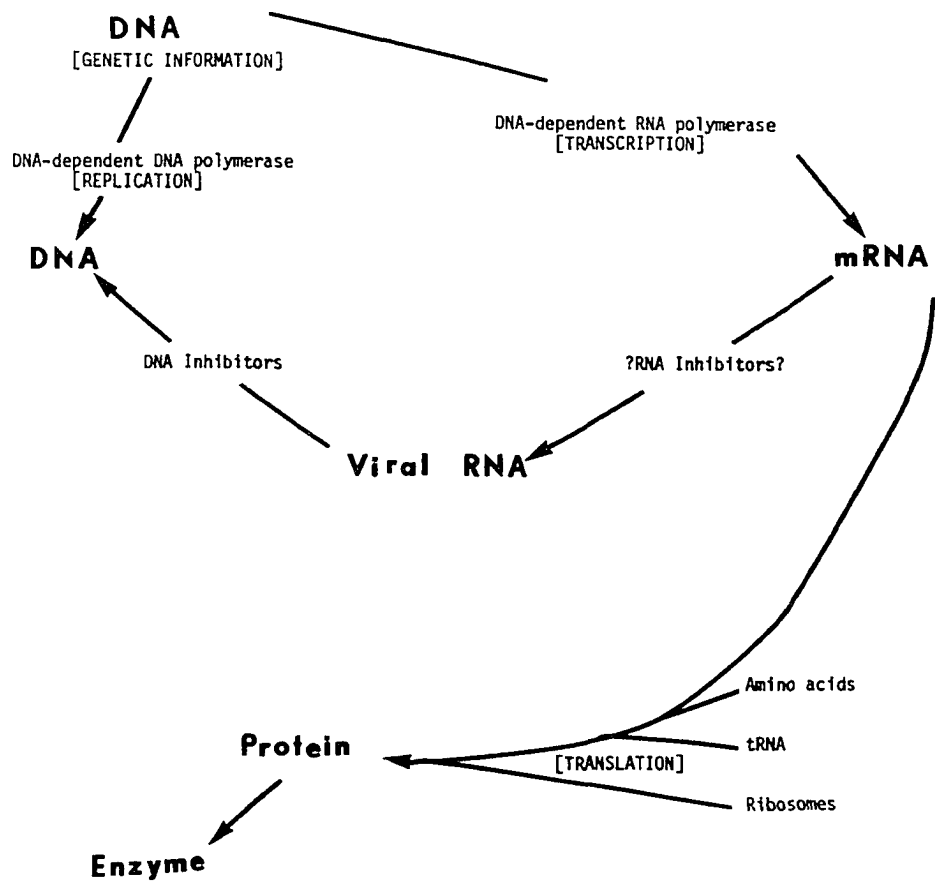 DNA
[GENETIC INFORMATION]
DNA-dependent RNA polymerase
[TRANSCRIPTION]
DNA-dependent DNA polymerase
[REPLICATION]
DNA
mRNA
DNA Inhibitors
?RNA Inhibitors?
Viral RNA
Amino acids
Protein
tRNA
[TRANSLATION]
Ribosomes
Enzyme